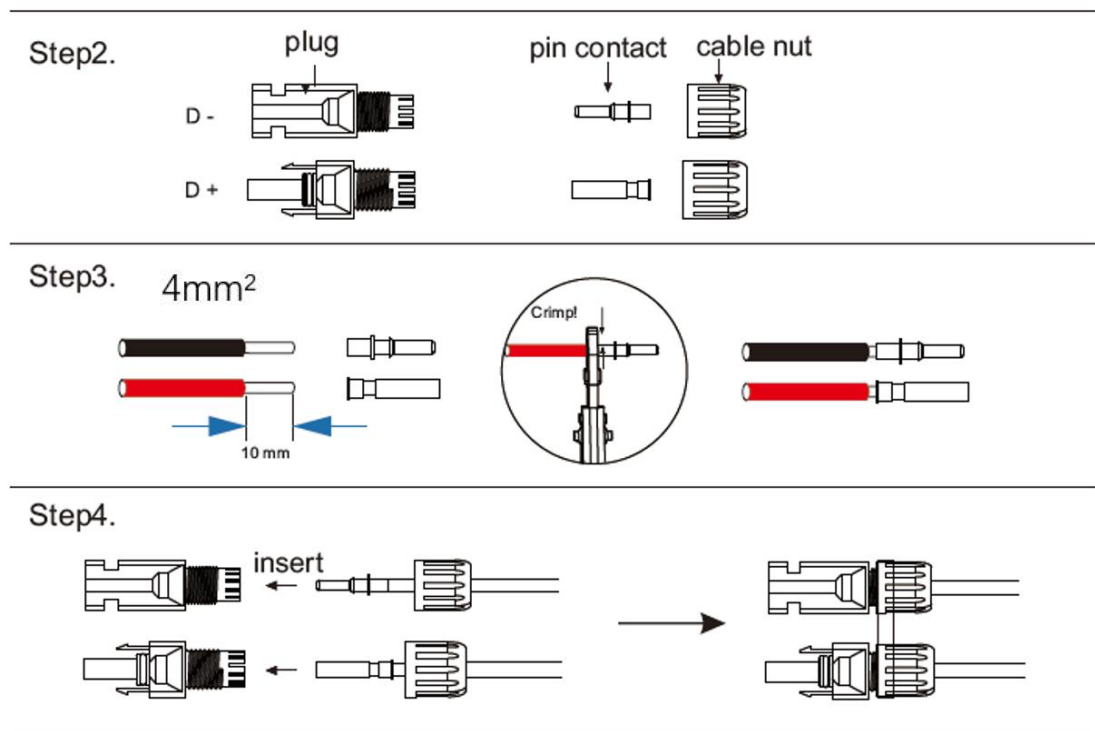 Step2.
plug
pin contact
cable nut
D -
D +
Step3.
4mm²
Crimp!
10 mm
Step4.
insert